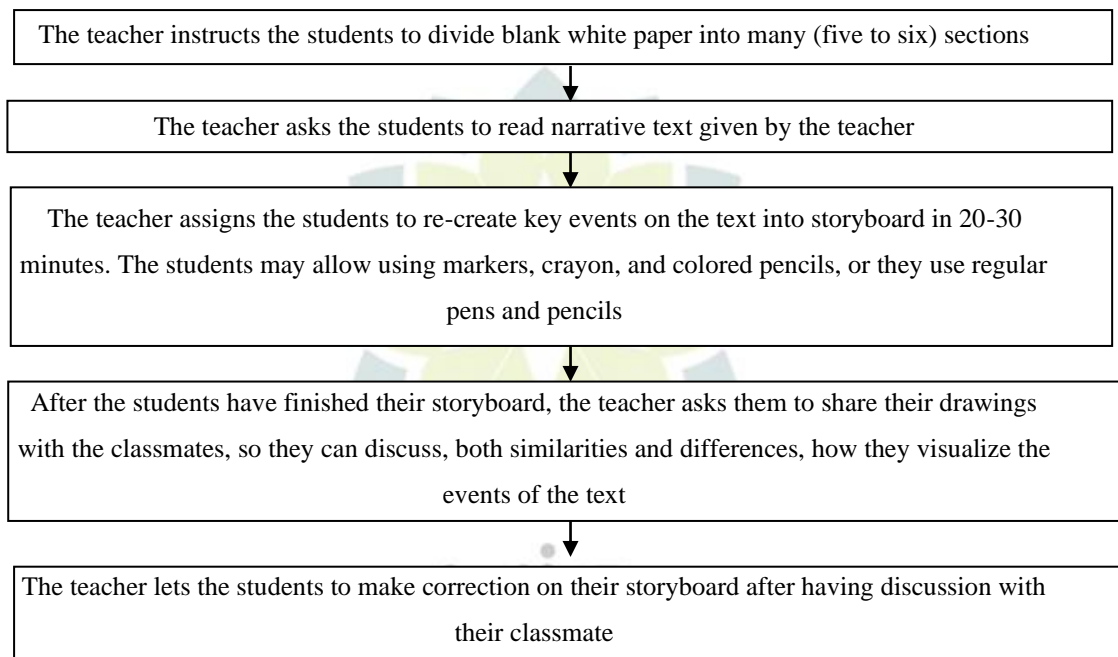 The teacher instructs the students to divide blank white paper into many (five to six) sections
The teacher asks the students to read narrative text given by the teacher
The teacher assigns the students to re-create key events on the text into storyboard in 20-30
minutes. The students may allow using markers, crayon, and colored pencils, or they use regular
pens and pencils
After the students have finished their storyboard, the teacher asks them to share their drawings
with the classmates, so they can discuss, both similarities and differences, how they visualize the
events of the text
The teacher lets the students to make correction on their storyboard after having discussion with
their classmate